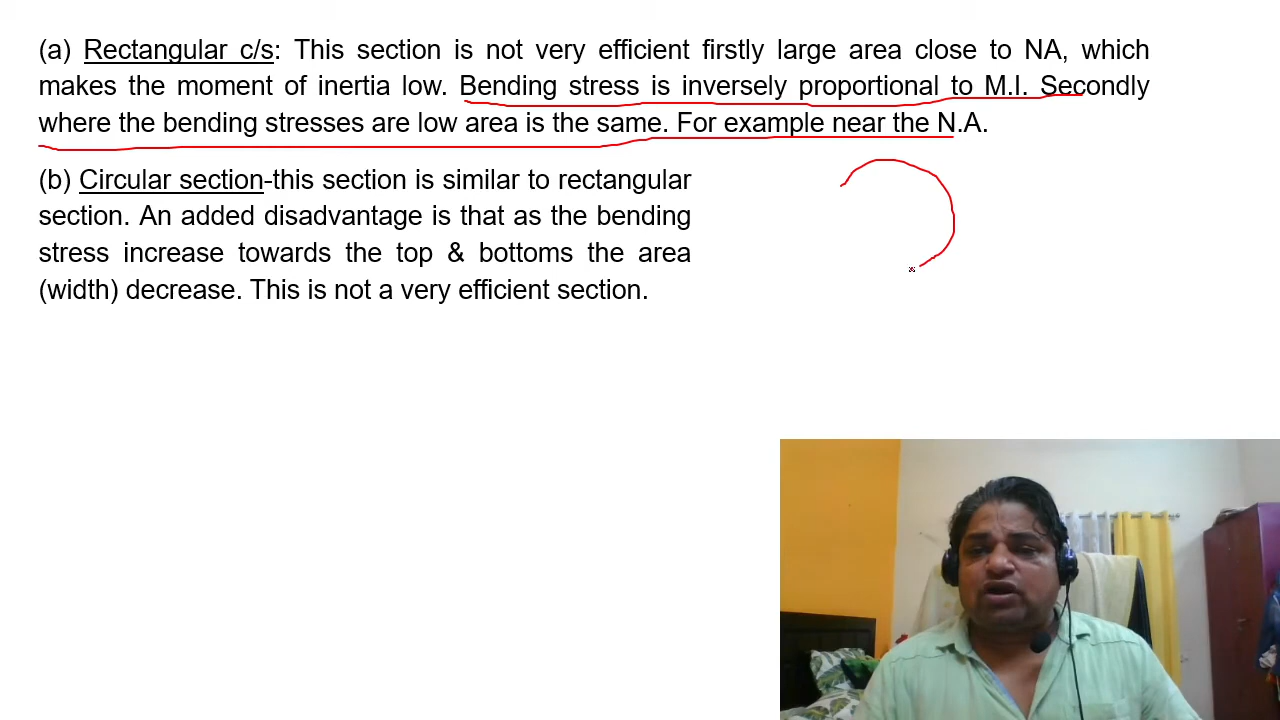 (a) Rectangular c/s: This section is not very efficient firstly large area close to NA, which
makes the moment of inertia low. Bending stress is inversely proportional to M.I. Secondly
where the bending stresses are low area is the same. For example near the N.A.
(b) Circular section-this section is similar to rectangular
section. An added disadvantage is that as the bending
stress increase towards the top & bottoms the area
(width) decrease. This is not a very efficient section.